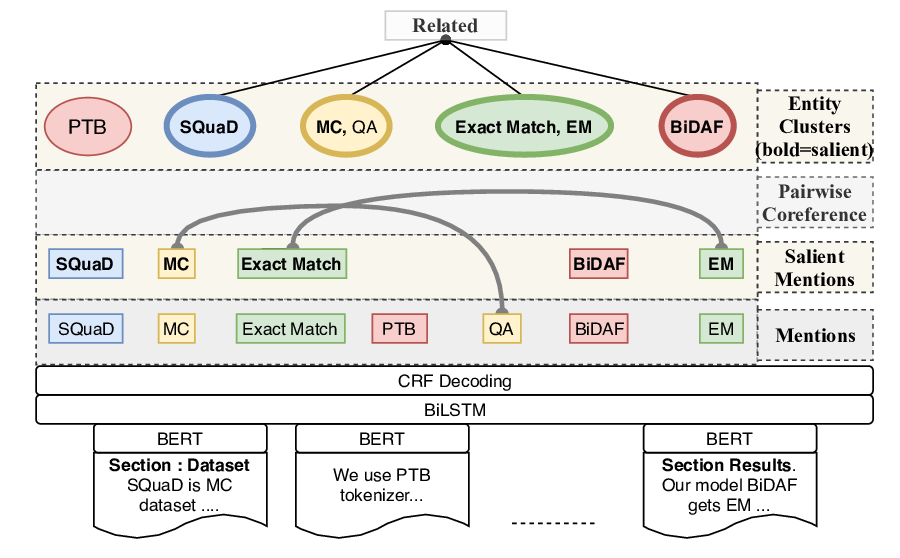 Related
PTB
SQuaD
MC, QA
Exact Match, EM
BiDAF
Entity
Clusters
(bold=salient)
Pairwise
Coreference
SQuaD
MC
Exact Match
BiDAF
EM
Salient
Mentions
SQuaD
MC
Exact Match
PTB
QA
BiDAF
EM
Mentions
CRF Decoding
BiLSTM
BERT
BERT
BERT
Section : Dataset
SQuaD is MC
dataset ....
We use PTB
tokenizer...
Section Results.
Our model BiDAF
gets EM ...